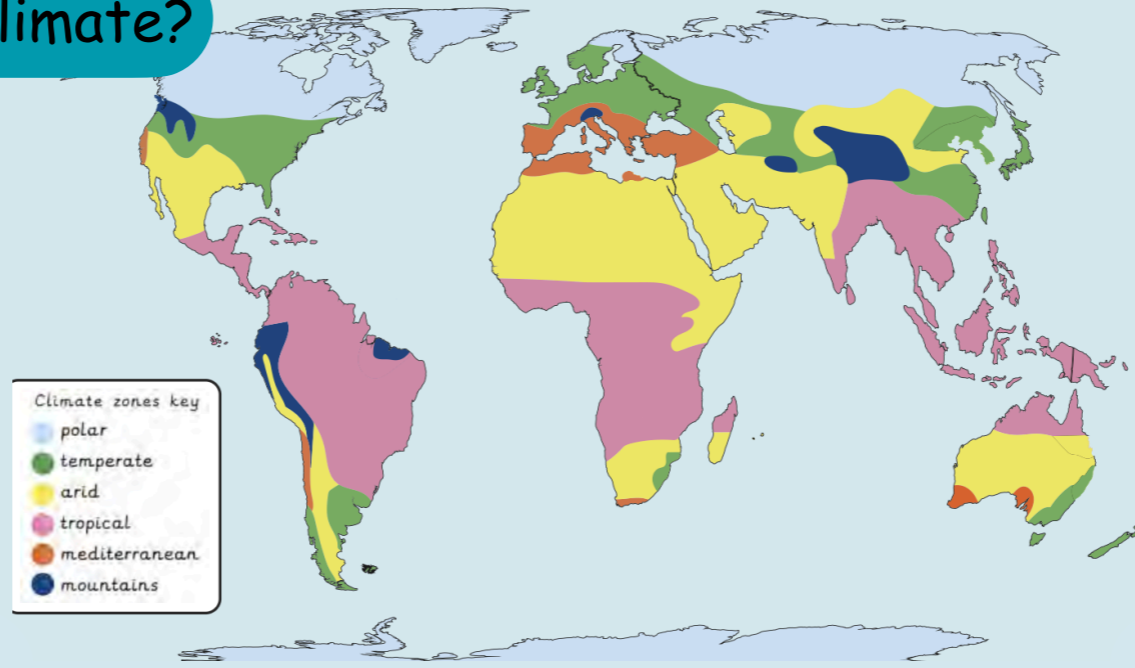 limate?
Climate zones key
polar
temperate
arid
tropical
mediterranean
mountains